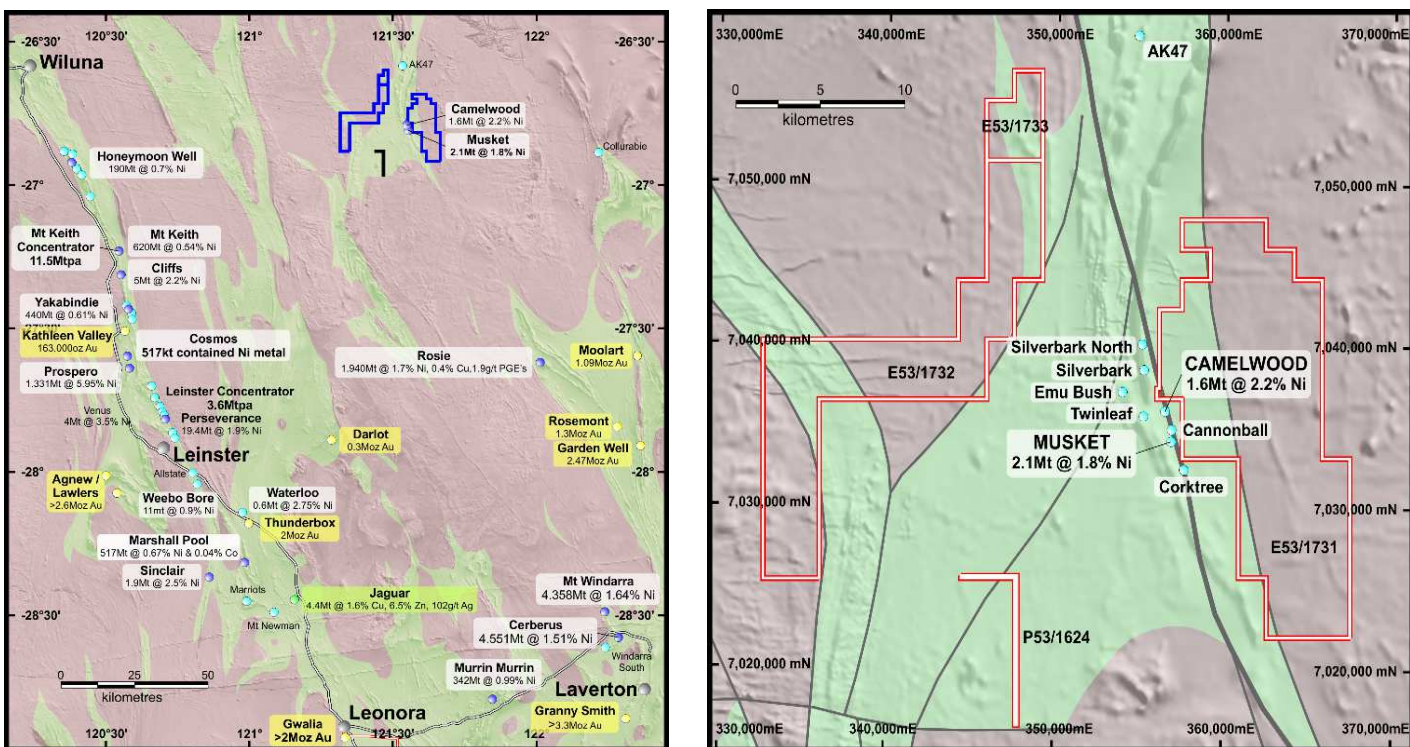 120°30'
121°
121°30'
122°
-26°30'
-26°30'
Wiluna
AK47
Camelwood
1.6Mt @ 2.2% Ni
Musket
2.1Mt @ 1.8% Ni
Collurabie
Honeymoon Well
190Mt @ 0.7% Ni
-27°
-27°
Mt Keith
Concentrator
11.5Mtpa
Mt Keith
620Mt @ 0.54% Ni
Cliffs
5Mt @ 2.2% Ni
Yakabindie
440Mt @ 0.61% Ni
-27°30'
-27°30'
Kathleen Valley
163.000oz Au
Cosmos
517kt contained Ni metal
Prospero
1.331Mt @ 5.95% Ni
Rosie
1.940Mt @ 1.7% Ni, 0.4% Cu,1.9g/t PGE's
Moolart
1.09Moz Au
Leinster Concentrator
3.6Mtpa
Venus
4Mt @ 3.5% Ni
Perseverance
19.4Mt @ 1.9% Ni
Darlot
0.3Moz Au
Rosemont
1.3Moz Au
Garden Well
2.47Moz Au
Leinster
-28°
-28°
Allstate
Agnew /
Lawlers
>2.6Moz Au
Weebo Bore
11mt @ 0.9% Ni
Waterloo
0.6Mt @ 2.75% Ni
Thunderbox
2Moz Au
Marshall Pool
517Mt @ 0.67% Ni & 0.04% Co
Sinclair
1.9Mt @ 2.5% Ni
Marriots
Jaguar
4.4Mt @ 1.6% Cu, 6.5% Zn, 102g/t Ag
Mt Windarra
4.358Mt @ 1.64% Ni
Mt Newman
-28°30'
-28°30'
Cerberus
4.551Mt @ 1.51% Ni
Windarra
South
Murrin Murrin
342Mt @ 0.99% Ni
Laverton
0 25 50
kilometres
Leonora
Granny Smith
>3.3Moz Au
Gwalia
>2Moz Au
120°30'
121°
121°30'
122°
330,000mE
340,000mE
350,000mE
360,000mE
370,000mE
AK47
0 5 10
kilometres
E53/1733
7,050,000 mN
7,050,000 mN
7,040,000 mN
7,040,000 mN
Silverbark North
Silverbark
Emu Bush
Twinleaf
E53/1732
CAMELWOOD
1.6Mt @ 2.2% Ni
Cannonball
MUSKET
2.1Mt @ 1.8% Ni
Corktree
7,030,000 mN
7,030,000 mN
E53/1731
P53/1624
7,020,000 mN
7,020,000 mN
330,000mE
340,000mE
350,000mE
360,000mE
370,000mE